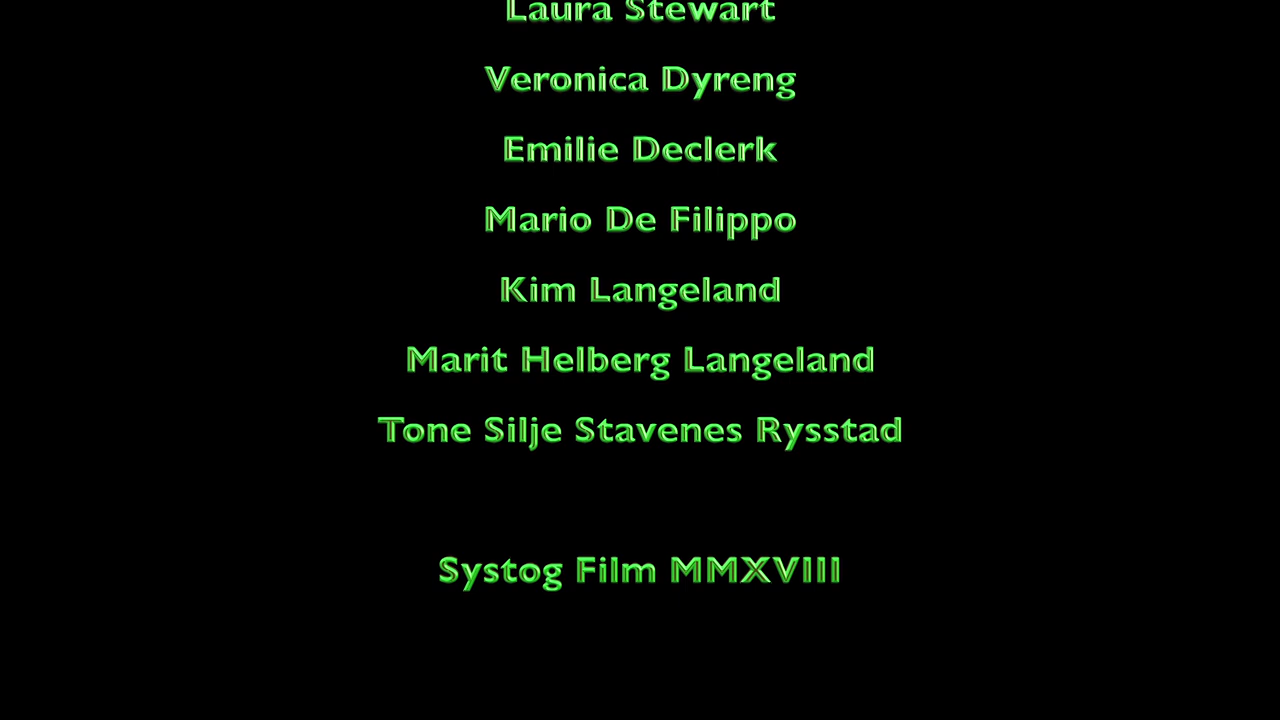 Laura Stewart
Veronica Dyreng
Emilie Declerk
Mario De Filippo
Kim Langeland
Marit Helberg Langeland
Tone Silje Stavenes Rysstad
Systog Film MMXVIII